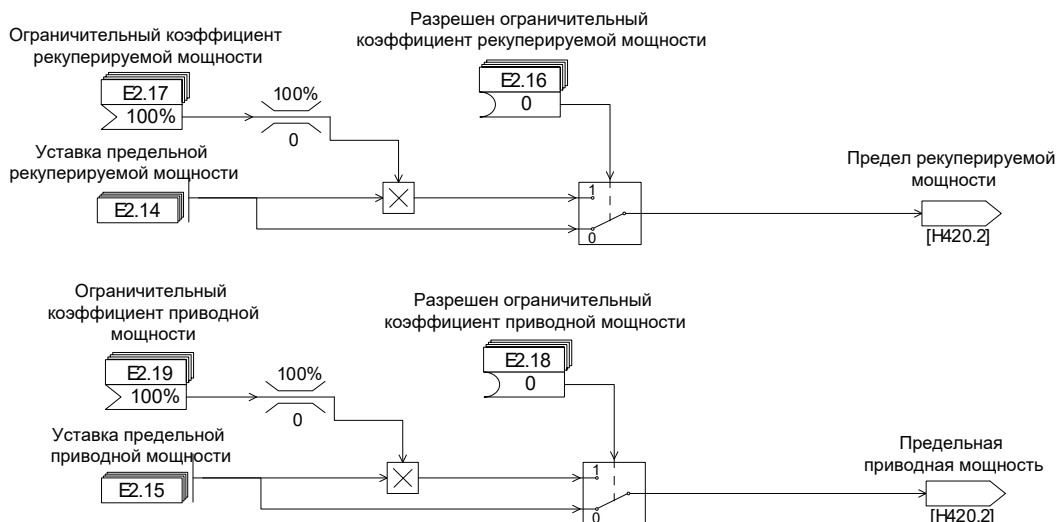 Ограничительный коэффициент
рекуперируемой мощности
E2.17
100%
100%
0
Разрешен ограничительный
коэффициент рекуперируемой мощности
E2.16
0
Уставка предельной
рекуперируемой мощности
E2.14
1
0
Предел рекуперируемой
мощности
[H420.2]
Ограничительный
коэффициент приводной
мощности
E2.19
100%
100%
0
Разрешен ограничительный
коэффициент приводной мощности
E2.18
0
Уставка предельной
приводной мощности
E2.15
1
0
Предельная
приводная мощность
[H420.2]